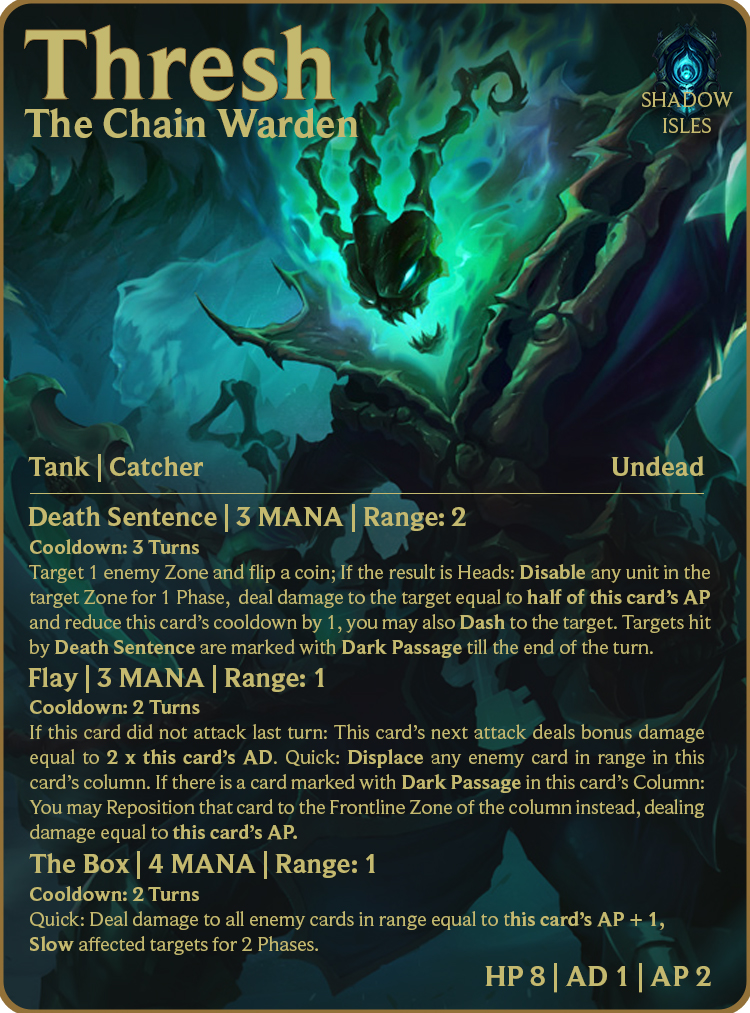 Thresh
The Chain Warden
SHADOW
ISLES
Tank | Catcher
Undead
Death Sentence | 3 MANA | Range: 2
Cooldown: 3 Turns
Target 1 enemy Zone and flip a coin; If the result is Heads: Disable any unit in the
target Zone for 1 Phase, deal damage to the target equal to half of this card's AP
and reduce this card's cooldown by 1, you may also Dash to the target. Targets hit
by Death Sentence are marked with Dark Passage till the end of the turn.
Flay | 3 MANA | Range: 1
Cooldown: 2 Turns
If this card did not attack last turn: This card's next attack deals bonus damage
equal to 2 x this card's AD. Quick: Displace any enemy card in range in this
card's column. If there is a card marked with Dark Passage in this card's Column:
You may Reposition that card to the Frontline Zone of the column instead, dealing
damage equal to this card's AP.
The Box | 4 MANA | Range: 1
Cooldown: 2 Turns
Quick: Deal damage to all enemy cards in range equal to this card's AP + 1,
Slow affected targets for 2 Phases.
HP 8 | AD 1 | AP 2